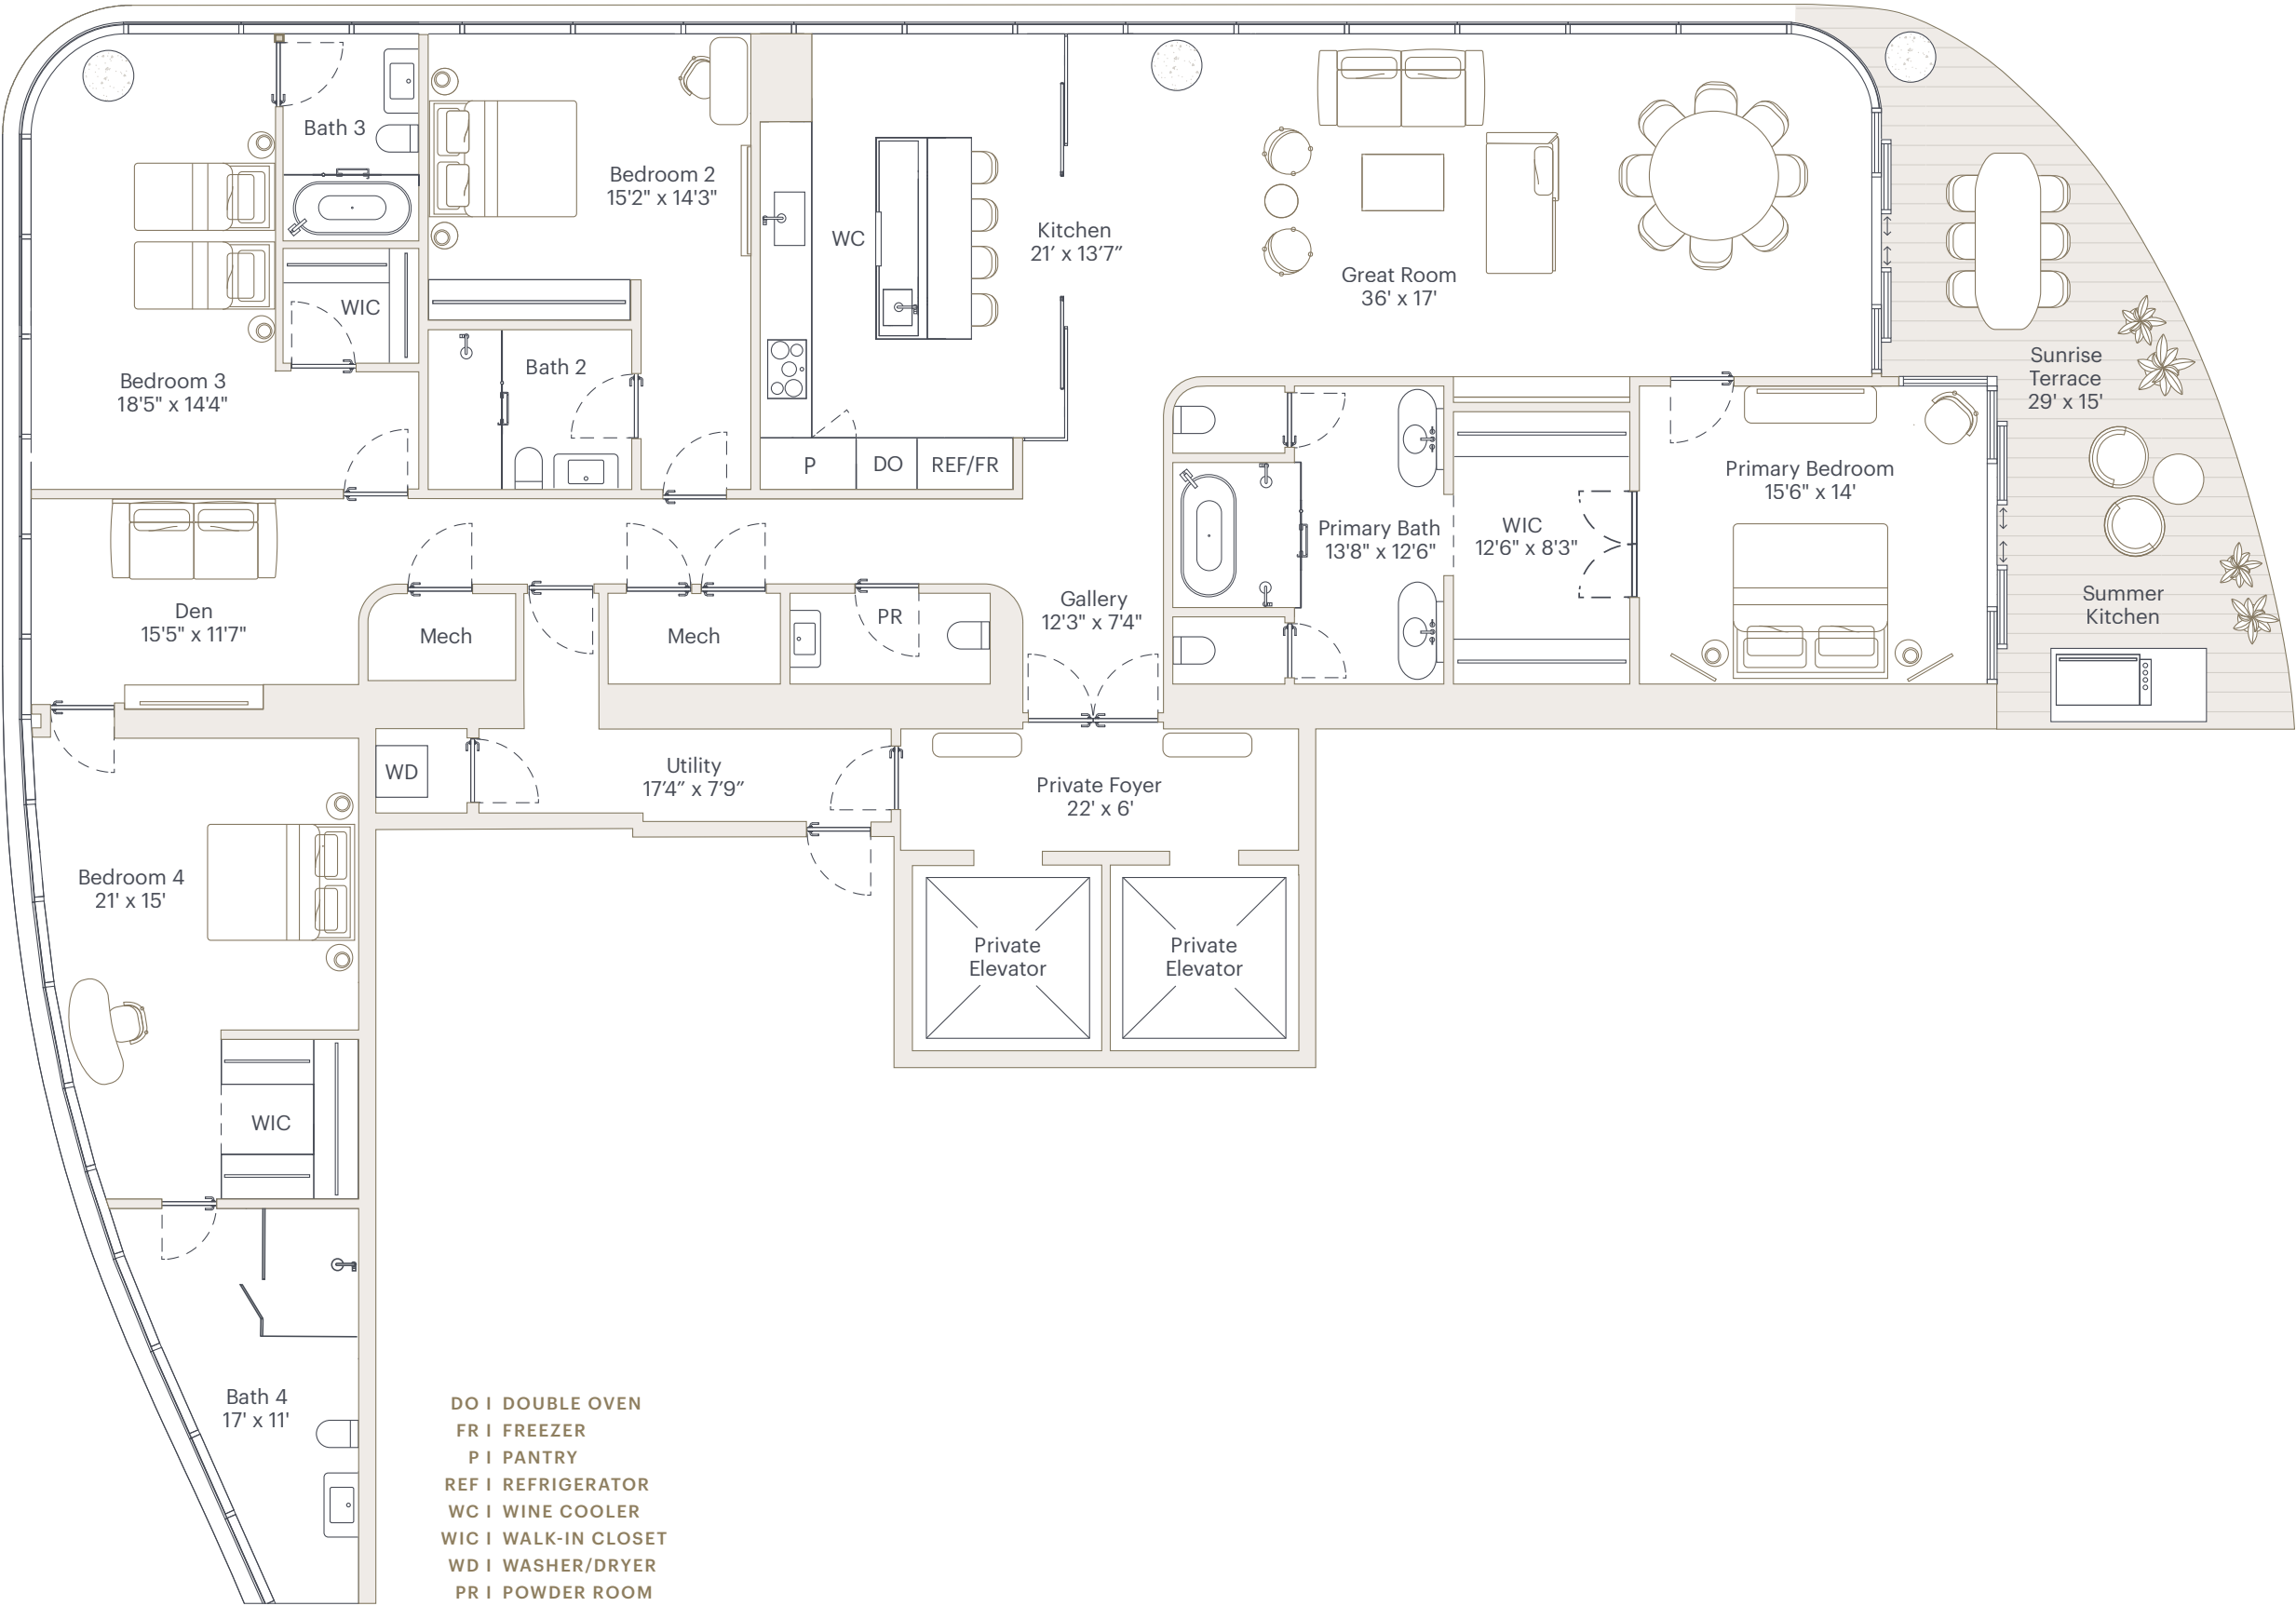 Bath 3
Bedroom 2
15'2" x 14'3"
WC
Kitchen
21′ x 13′7″
Great Room
36' x 17'
WIC
Bedroom 3
18'5" x 14'4"
Bath 2
P
DO
REF/FR
Sunrise
Terrace
29' x 15'
Primary Bedroom
15'6" x 14'
Primary Bath
13'8" x 12'6"
WIC
12'6" x 8'3"
Summer
Kitchen
Den
15'5" x 11'7"
Mech
Mech
PR
Gallery
12'3" x 7'4"
WD
Utility
17′4″ x 7′9″
Private Foyer
22' x 6'
Bedroom 4
21' x 15'
Private
Elevator
Private
Elevator
WIC
Bath 4
17' x 11'
DO I DOUBLE OVEN
FR I FREEZER
P I PANTRY
REF I REFRIGERATOR
WC I WINE COOLER
WIC I WALK-IN CLOSET
WD I WASHER/DRYER
PR I POWDER ROOM